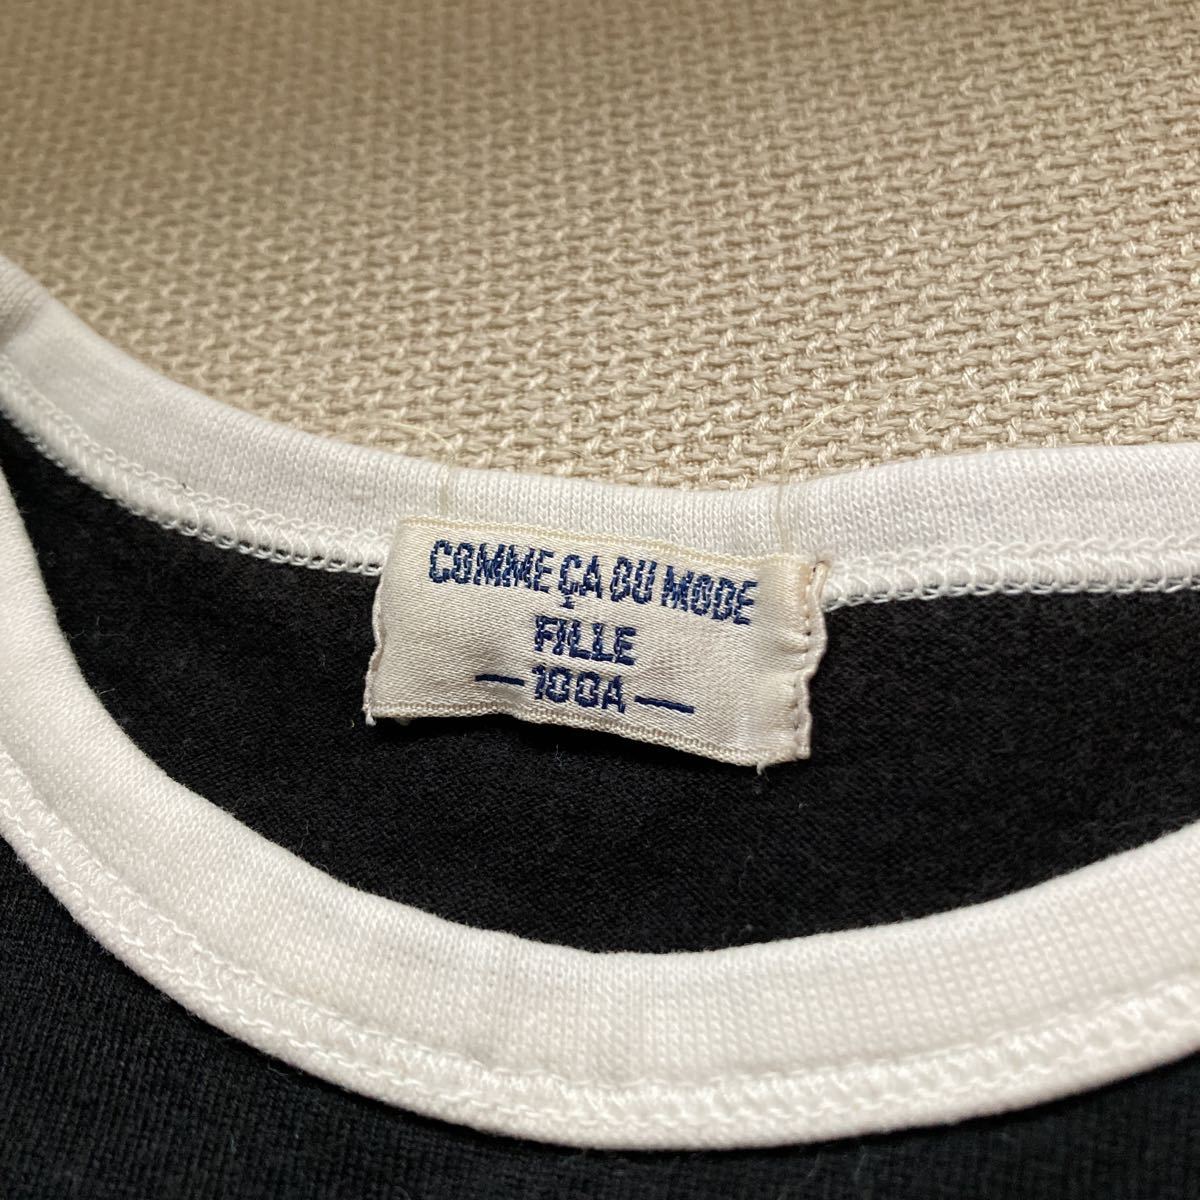 COMME ÇA DU MODE
FILLE
—100A—